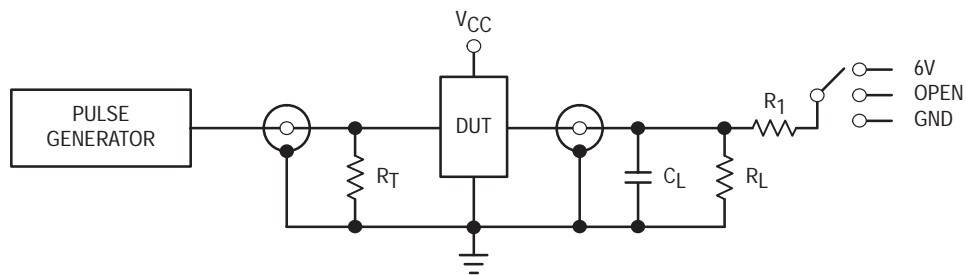 VCC
PULSE
GENERATOR
DUT
RT
CL
RL
R1
6V
OPEN
GND